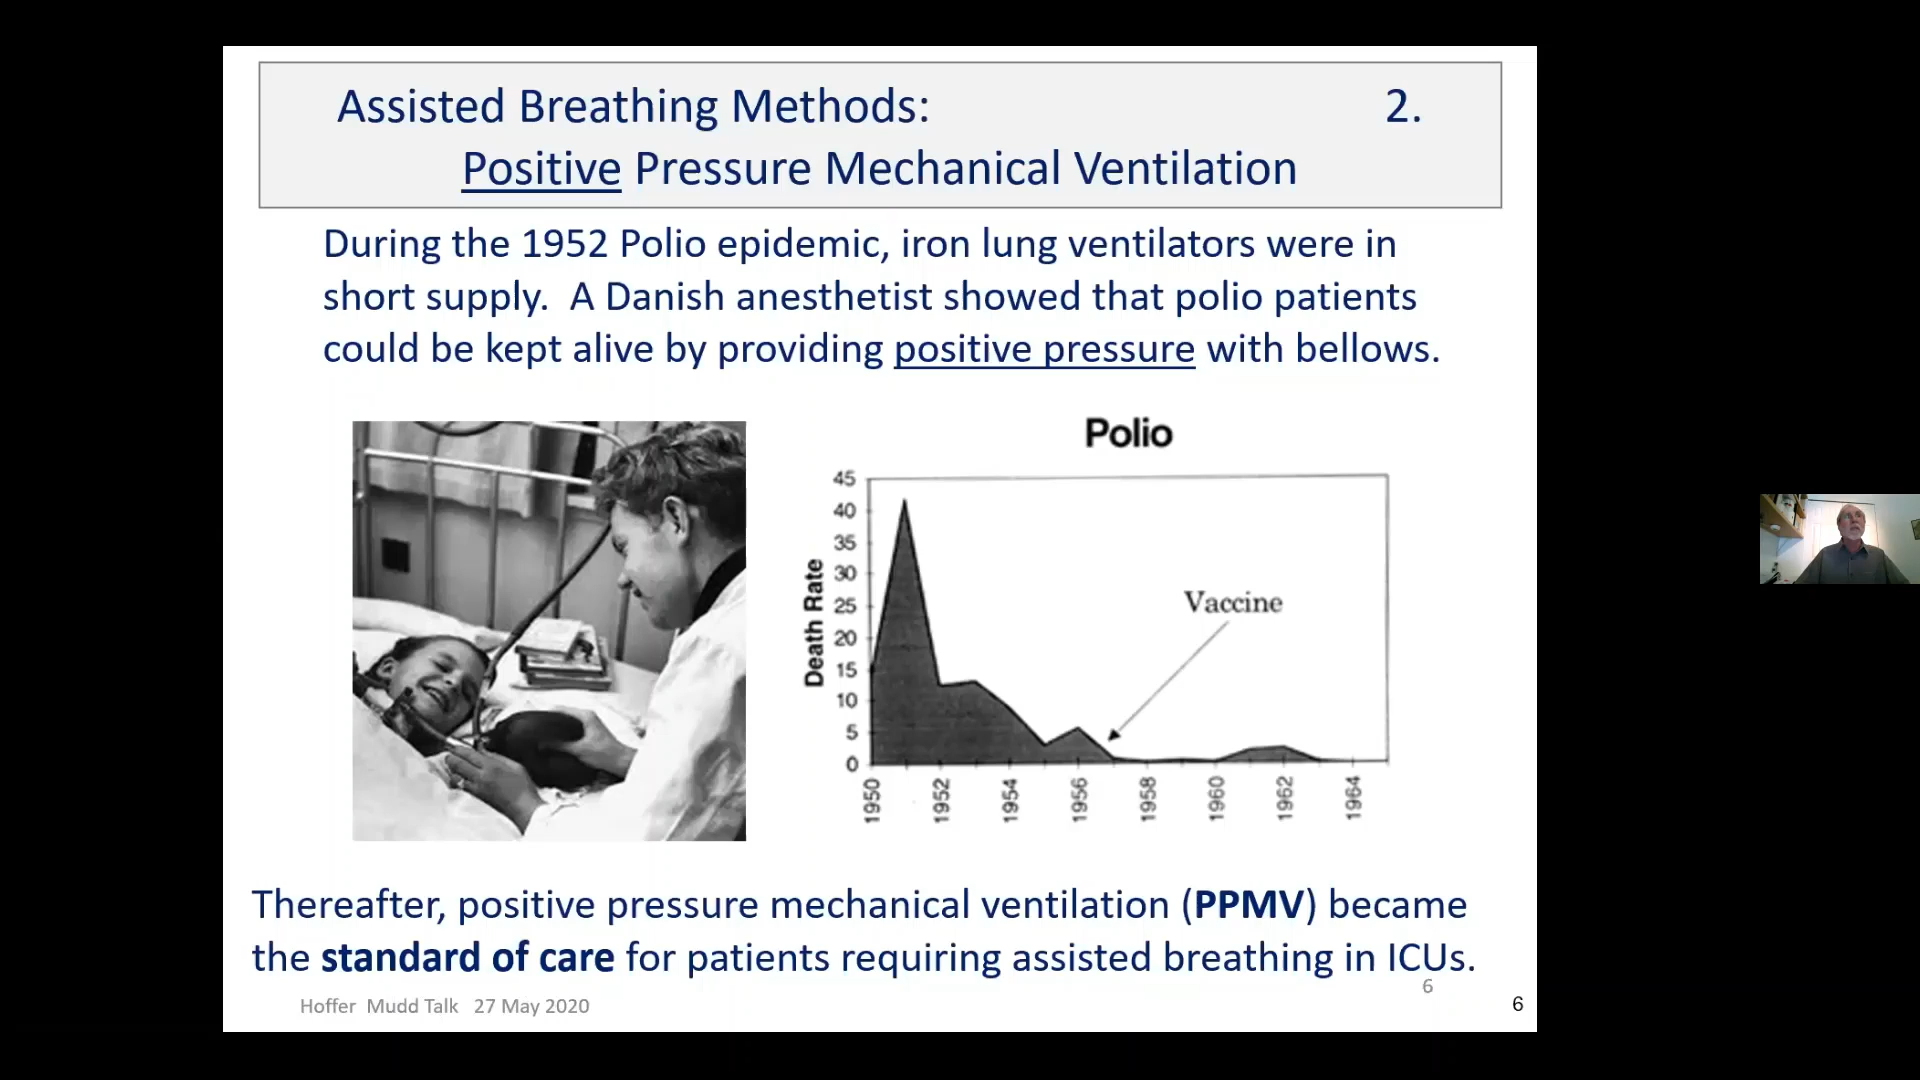 Assisted Breathing Methods: 2.
Positive Pressure Mechanical Ventilation
During the 1952 Polio epidemic, iron lung ventilators were in
short supply. A Danish anesthetist showed that polio patients
could be kept alive by providing positive pressure with bellows.
Polio
45
40
35
30
25
20
15
10
5
0
Death Rate
Vaccine
1950
1952
1954
1956
1958
1960
1962
1964
Thereafter, positive pressure mechanical ventilation (PPMV) became
the standard of care for patients requiring assisted breathing in ICUs.
6
Hoffer Mudd Talk 27 May 2020
6